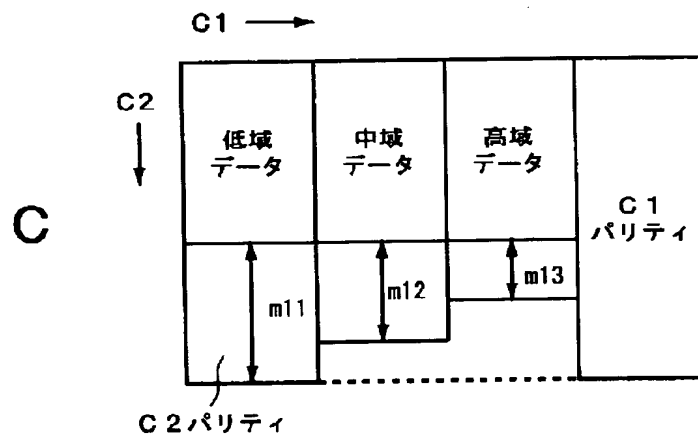 C1
C2
低域
データ
中域
データ
高域
データ
C1
パリティ
C
m11
m12
m13
C2パリティ